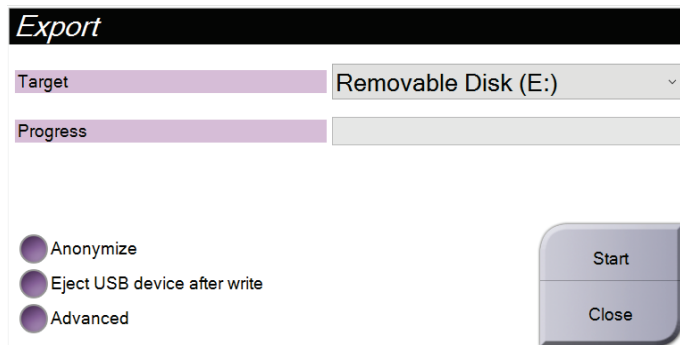 Export
Target
Removable Disk (E:)
Progress
Anonymize
Eject USB device after write
Advanced
Start
Close